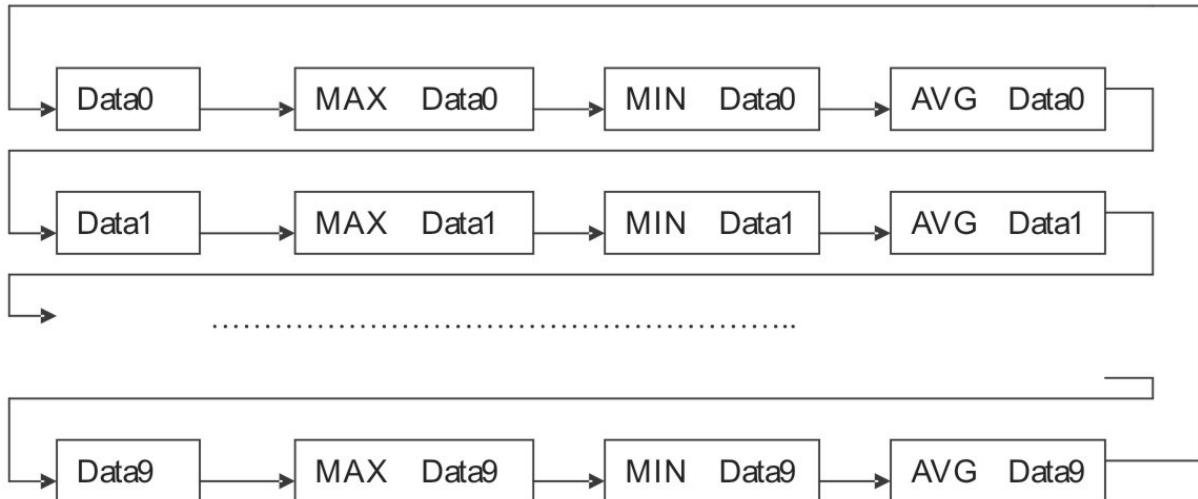 Data0 MAX Data0 MIN Data0 AVG Data0
Data1 MAX Data1 MIN Data1 AVG Data1
........................................................
Data9 MAX Data9 MIN Data9 AVG Data9